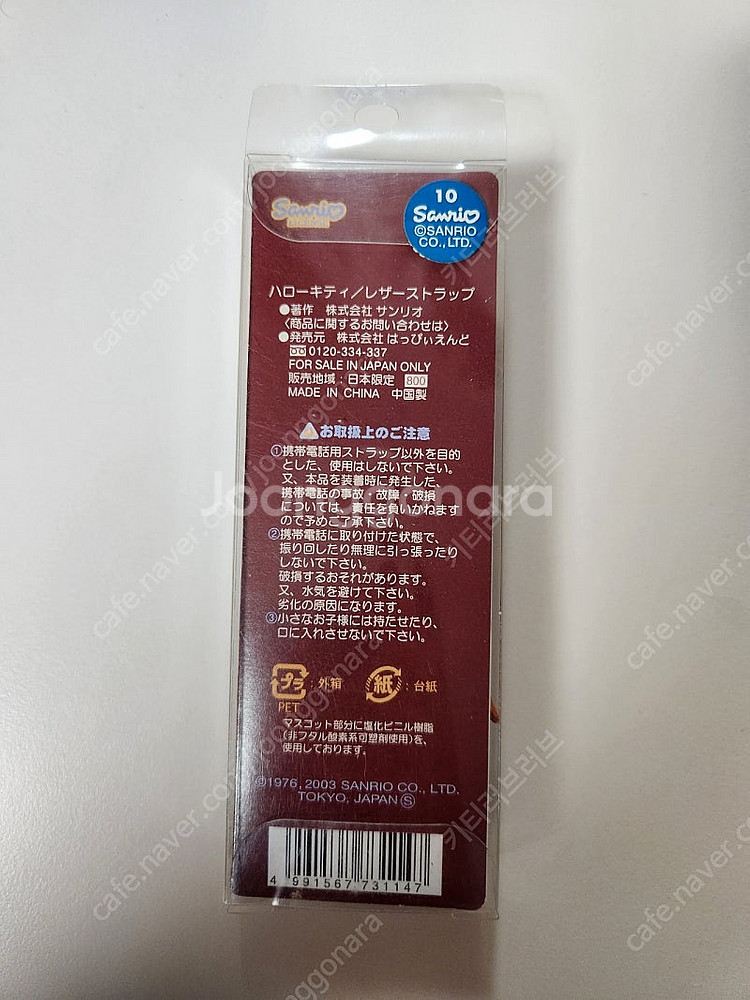 Sanrio
10
Sanrio
©SANRIO
CO., LTD.
ハローキティ／レザーストラップ
●著作 株式会社 サンリオ
〈商品に関するお問い合わせは〉
●発売元 株式会社 はっぴぃえんど
0120-334-337
FOR SALE IN JAPAN ONLY
販売地域：日本限定 800
MADE IN CHINA 中国製
お取扱上のご注意
①携帯電話用ストラップ以外を目的
とした、使用はしないで下さい。
又、本品を装着時に発生した、
携帯電話の事故・故障・破損
については、責任を負いかねます
ので予めご了承下さい。
②携帯電話に取り付けた状態で、
振り回したり無理に引っ張ったり
しないで下さい。
破損するおそれがあります。
又、水気を避けて下さい。
劣化の原因になります。
③小さなお子様には持たせたり、
口に入れさせないで下さい。
Joonggonara
プラ：外箱 紙：台紙
PET
マスコット部分に塩化ビニル樹脂
（非フタル酸素系可塑剤使用）を、
使用しております。
©1976, 2003 SANRIO CO., LTD.
TOKYO, JAPAN Ⓢ
4 991567 731147
cafe.naver.com/joonggonara
키티러브러브